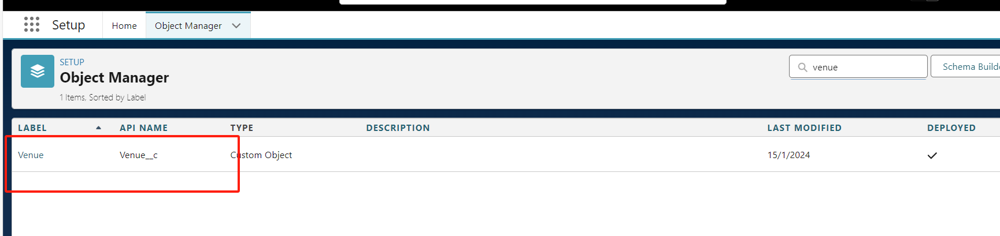 Setup Home Object Manager
SETUP
Object Manager
1 Items, Sorted by Label
venue
Schema Builde
LABEL API NAME TYPE DESCRIPTION LAST MODIFIED DEPLOYED
Venue Venue__c Custom Object 15/1/2024